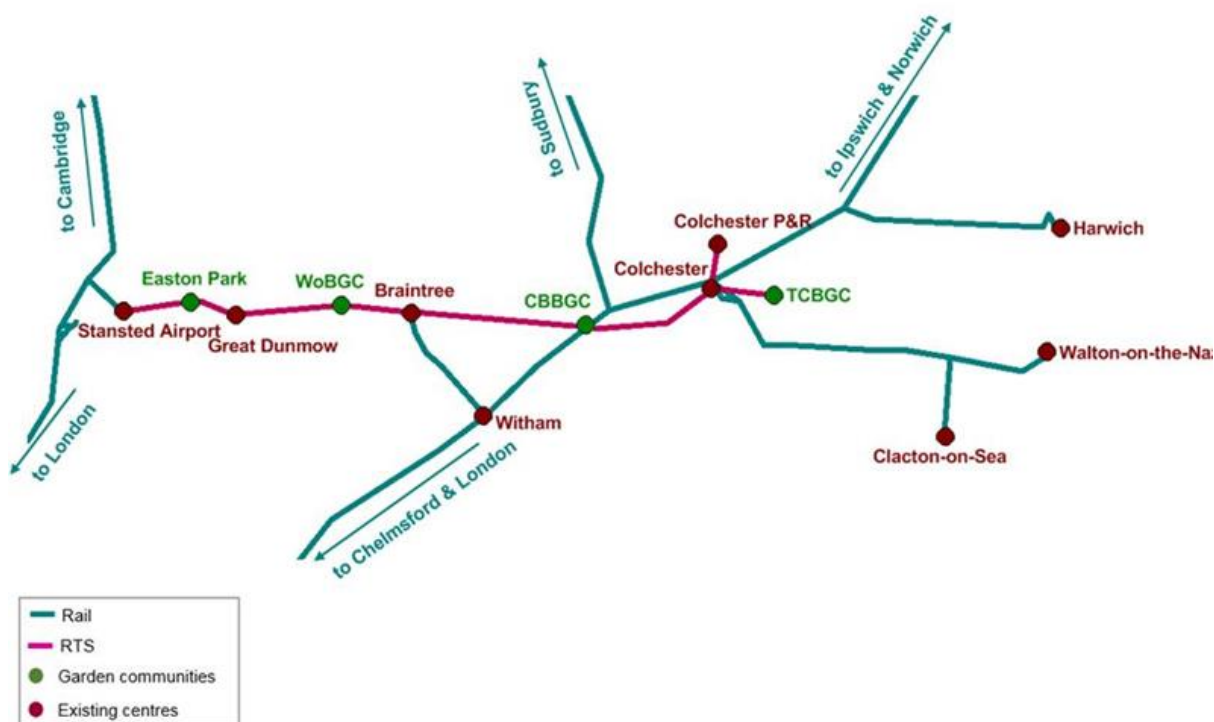 to Cambridge
to Sudbury
to Ipswich & Norwich
Colchester P&R
Harwich
Colchester
Easton Park
WoBGC
Braintree
CBBGC
TCBGC
Stansted Airport
Great Dunmow
Walton-on-the-Naz
Witham
Clacton-on-Sea
to London
to Chelmsford & London
Rail
RTS
Garden communities
Existing centres